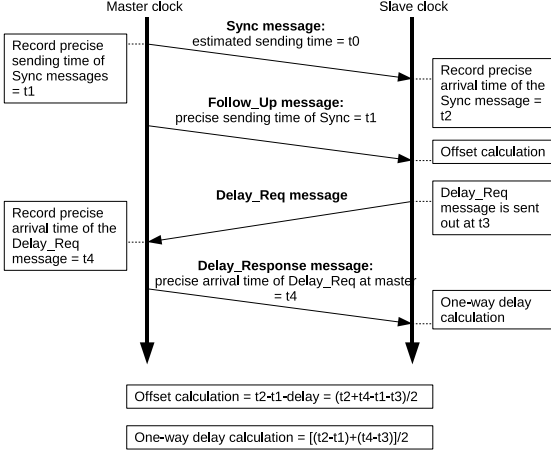 Master clock
Slave clock
Sync message:
estimated sending time = t0
Record precise
sending time of
Sync messages
= t1
Record precise
arrival time of the
Sync message =
t2
Follow_Up message:
precise sending time of Sync = t1
Offset calculation
Delay_Req message
Delay_Req
message is sent
out at t3
Record precise
arrival time of the
Delay_Req
message = t4
Delay_Response message:
precise arrival time of Delay_Req at master
= t4
One-way delay
calculation
Offset calculation = t2-t1-delay = (t2+t4-t1-t3)/2
One-way delay calculation = [(t2-t1)+(t4-t3)]/2